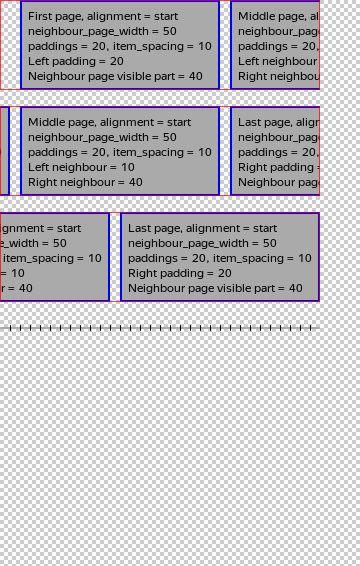 First page, alignment = start
neighbour_page_width = 50
paddings = 20, item_spacing = 10
Left padding = 20
Neighbour page visible part = 40
Middle page, al
neighbour_pag
paddings = 20,
Left neighbour
Right neighbou
Middle page, alignment = start
neighbour_page_width = 50
paddings = 20, item_spacing = 10
Left neighbour = 10
Right neighbour = 40
Last page, align
neighbour_pag
paddings = 20,
Right padding =
Neighbour pag
ignment = start
e_width = 50
item_spacing = 10
= 10
r = 40
Last page, alignment = start
neighbour_page_width = 50
paddings = 20, item_spacing = 10
Right padding = 20
Neighbour page visible part = 40